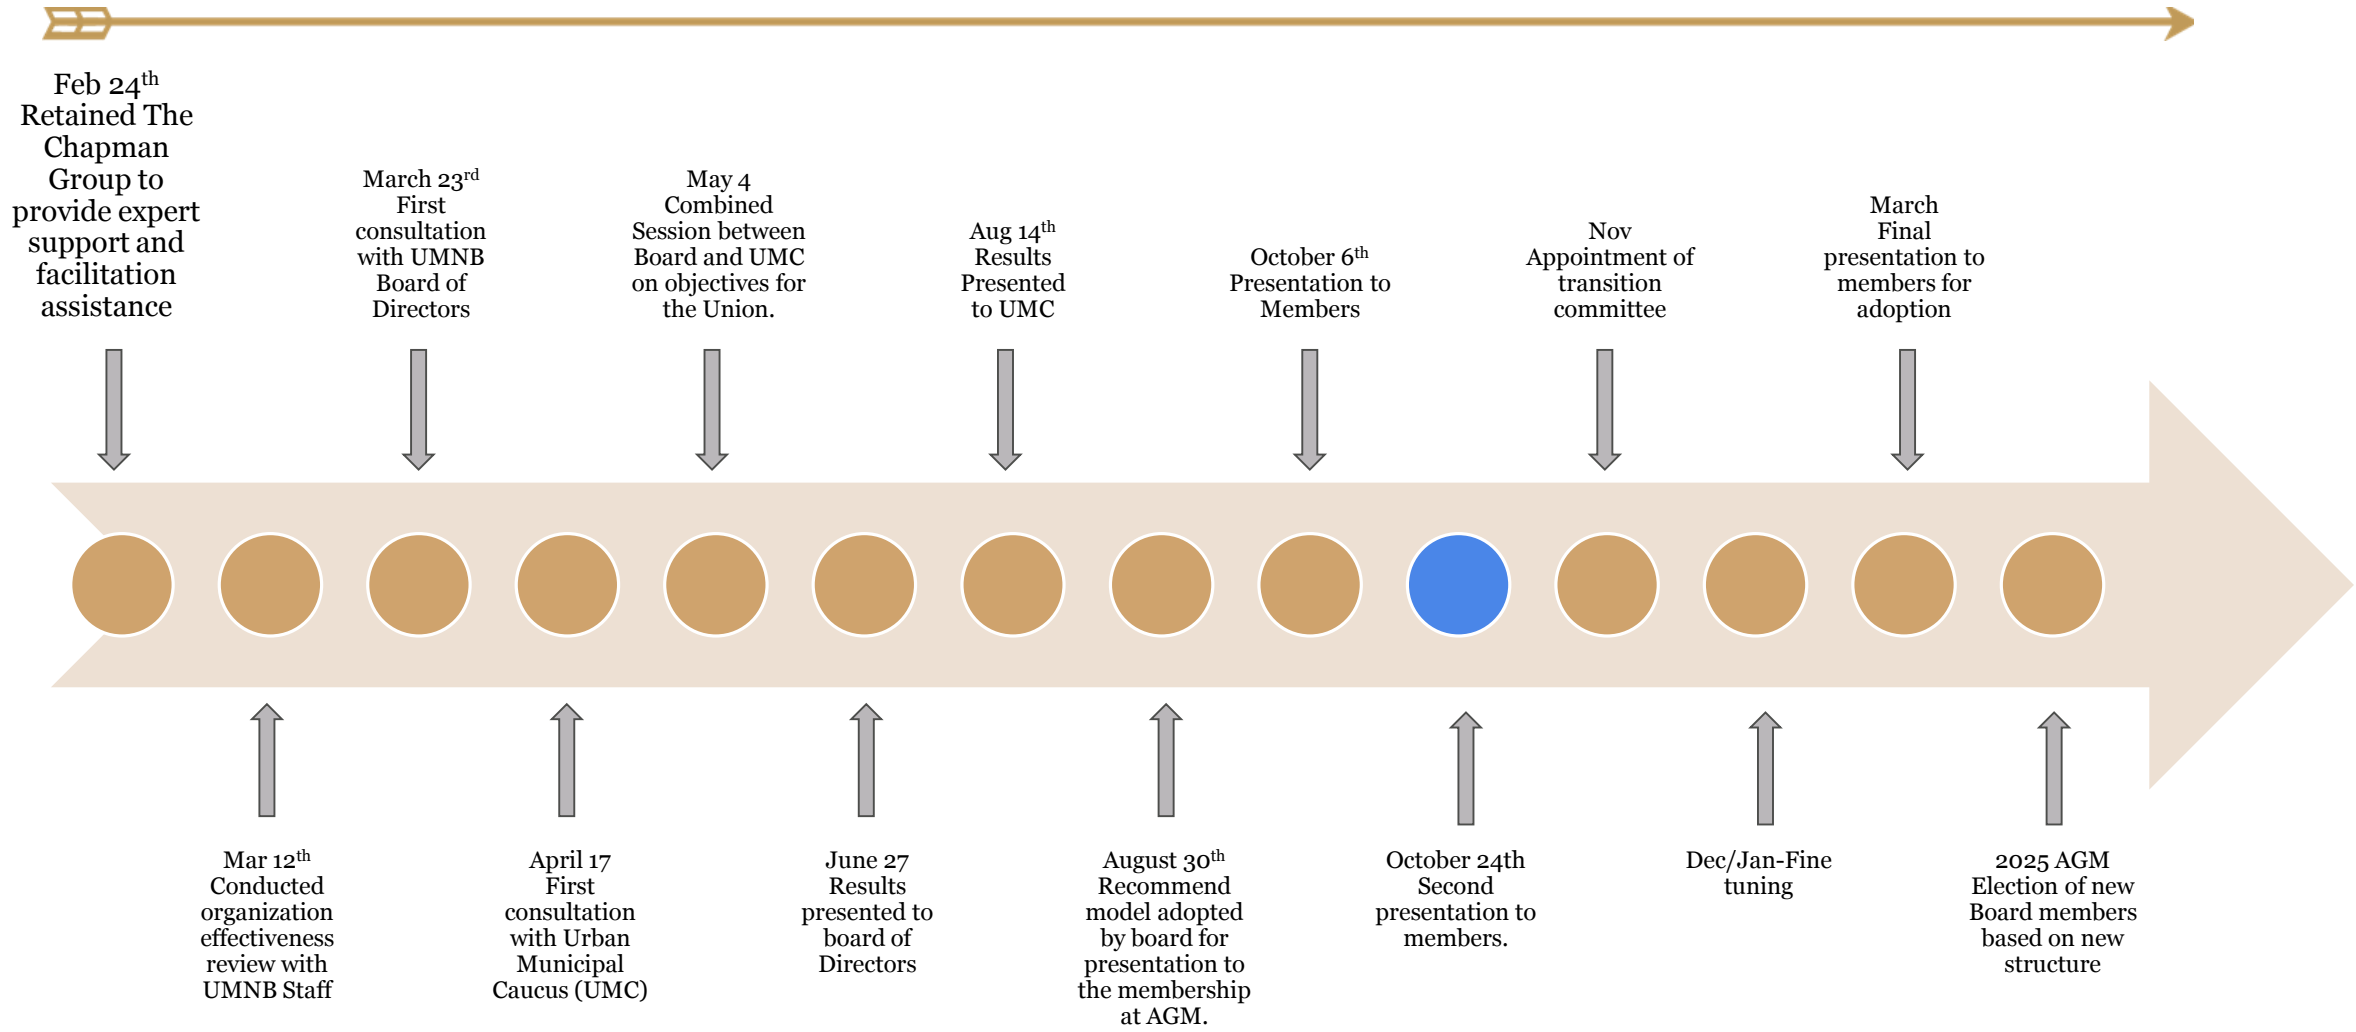 Feb 24th
Retained The
Chapman
Group to
provide expert
support and
facilitation
assistance
March 23rd
First
consultation
with UMNB
Board of
Directors
May 4
Combined
Session between
Board and UMC
on objectives for
the Union.
Aug 14th
Results
Presented
to UMC
October 6th
Presentation to
Members
Nov
Appointment of
transition
committee
March
Final
presentation to
members for
adoption
Mar 12th
Conducted
organization
effectiveness
review with
UMNB Staff
April 17
First
consultation
with Urban
Municipal
Caucus (UMC)
June 27
Results
presented to
board of
Directors
August 30th
Recommend
model adopted
by board for
presentation to
the membership
at AGM.
October 24th
Second
presentation to
members.
Dec/Jan-Fine
tuning
2025 AGM
Election of new
Board members
based on new
structure